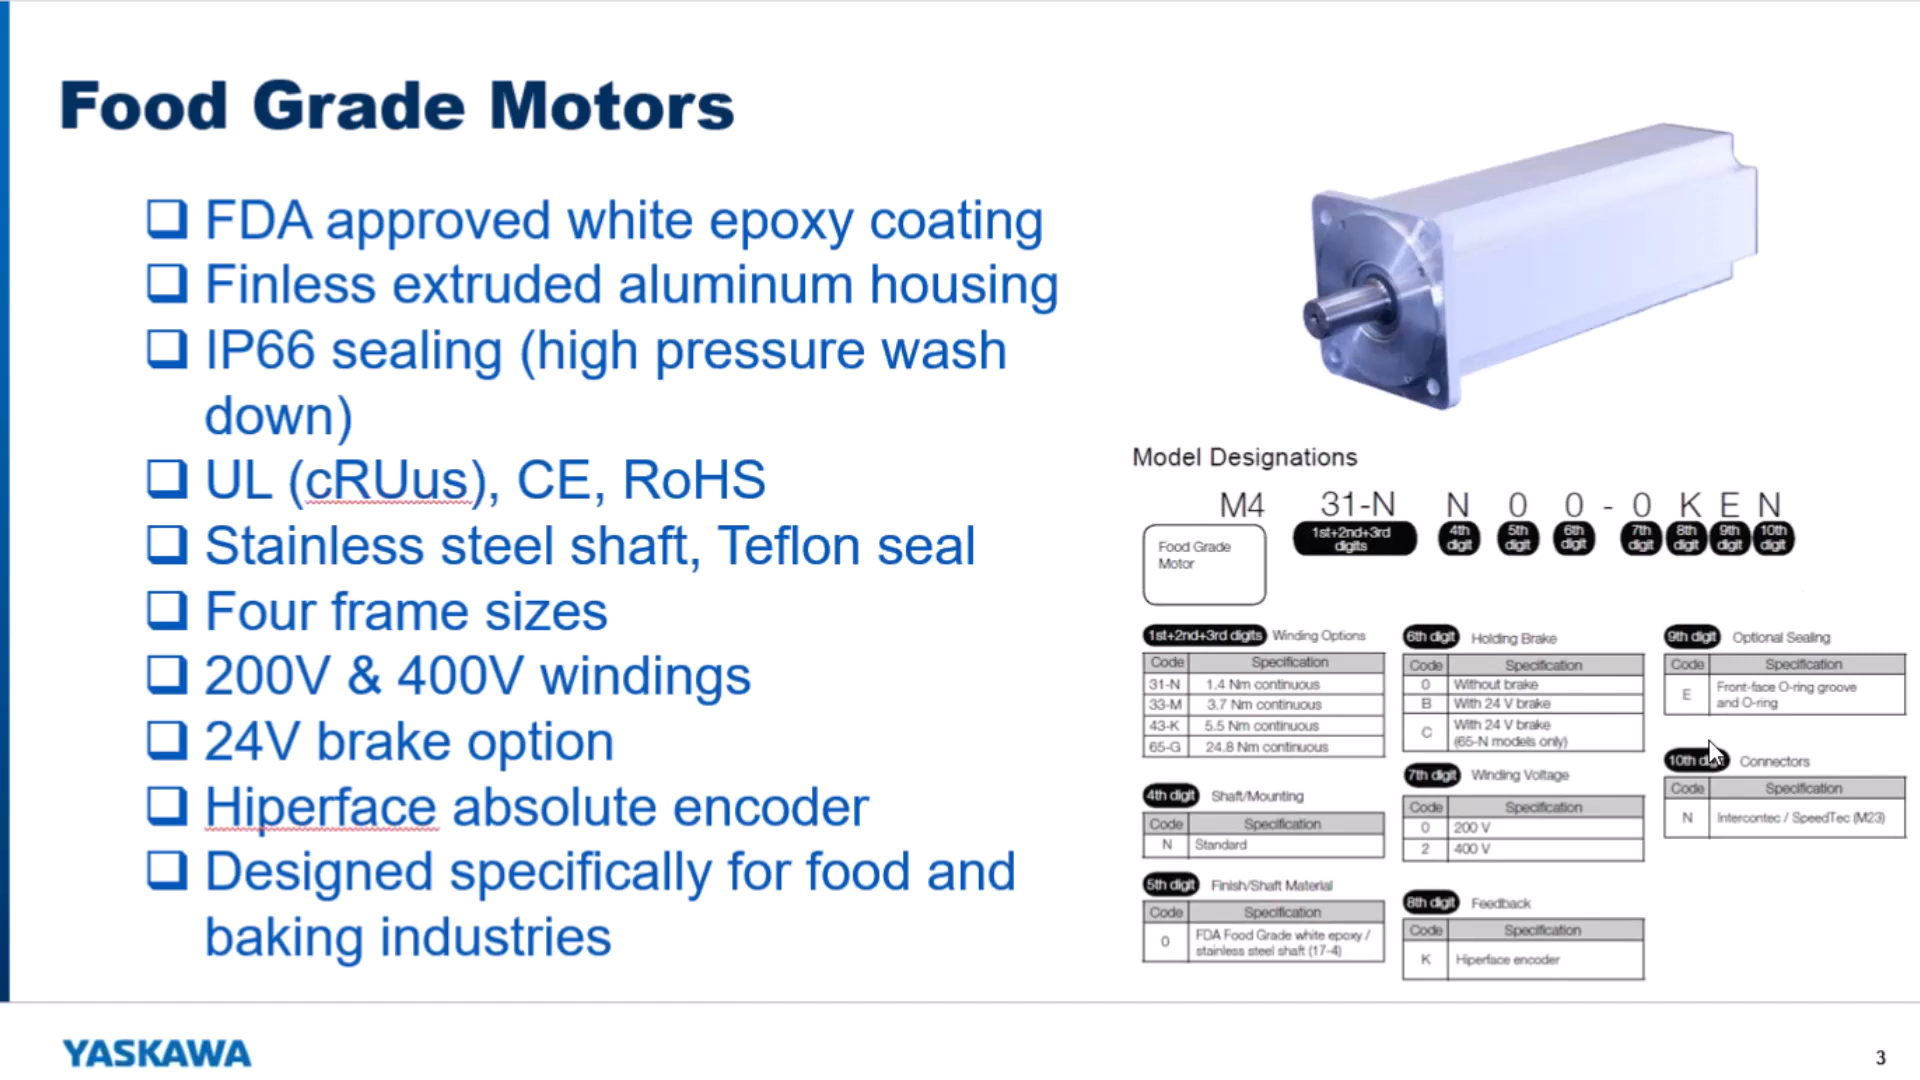 Food Grade Motors
FDA approved white epoxy coating
Finless extruded aluminum housing
IP66 sealing (high pressure wash
down)
UL (cRUus), CE, RoHS
Stainless steel shaft, Teflon seal
Four frame sizes
200V & 400V windings
24V brake option
Hiperface absolute encoder
Designed specifically for food and
baking industries
Model Designations
M4 31-N N 0 0 - 0 K E N
Food Grade
Motor
1st+2nd+3rd
digits
4th
digit
5th
digit
6th
digit
7th
digit
8th
digit
9th
digit
10th
digit
1st+2nd+3rd digits Winding Options
Code Specification
31-N 1.4 Nm continuous
33-M 3.7 Nm continuous
43-K 5.5 Nm continuous
65-G 24.8 Nm continuous
4th digit Shaft/Mounting
Code Specification
N Standard
5th digit Finish/Shaft Material
Code Specification
0 FDA Food Grade white epoxy /
stainless steel shaft (17-4)
6th digit Holding Brake
Code Specification
0 Without brake
B With 24 V brake
C With 24 V brake
(65-N models only)
7th digit Winding Voltage
Code Specification
0 200 V
2 400 V
8th digit Feedback
Code Specification
K Hiperface encoder
9th digit Optional Sealing
Code Specification
E Front-face O-ring groove
and O-ring
10th digit Connectors
Code Specification
N Intercontec / SpeedTec (M23)
YASKAWA
3